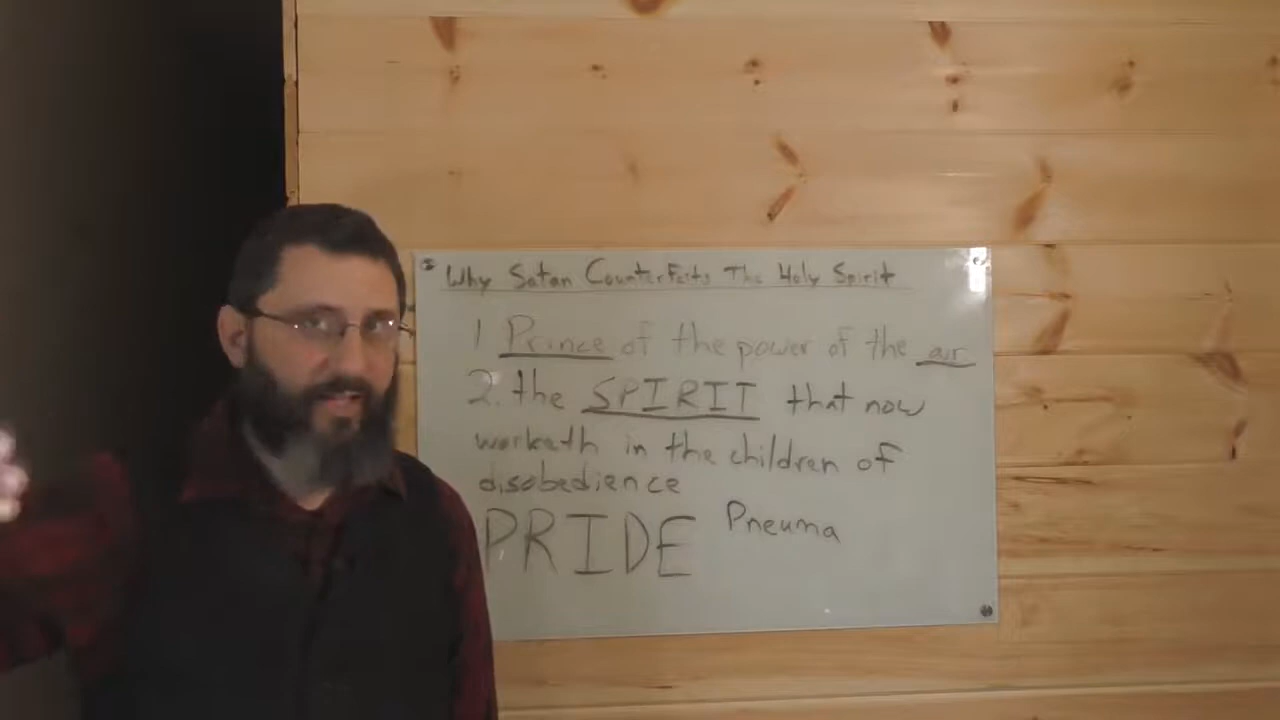 Why Satan Counterfeits The Holy Spirit
1 Prince of the power of the air
2. the SPIRIT that now
worketh in the children of
disobedience
PRIDE Pneuma